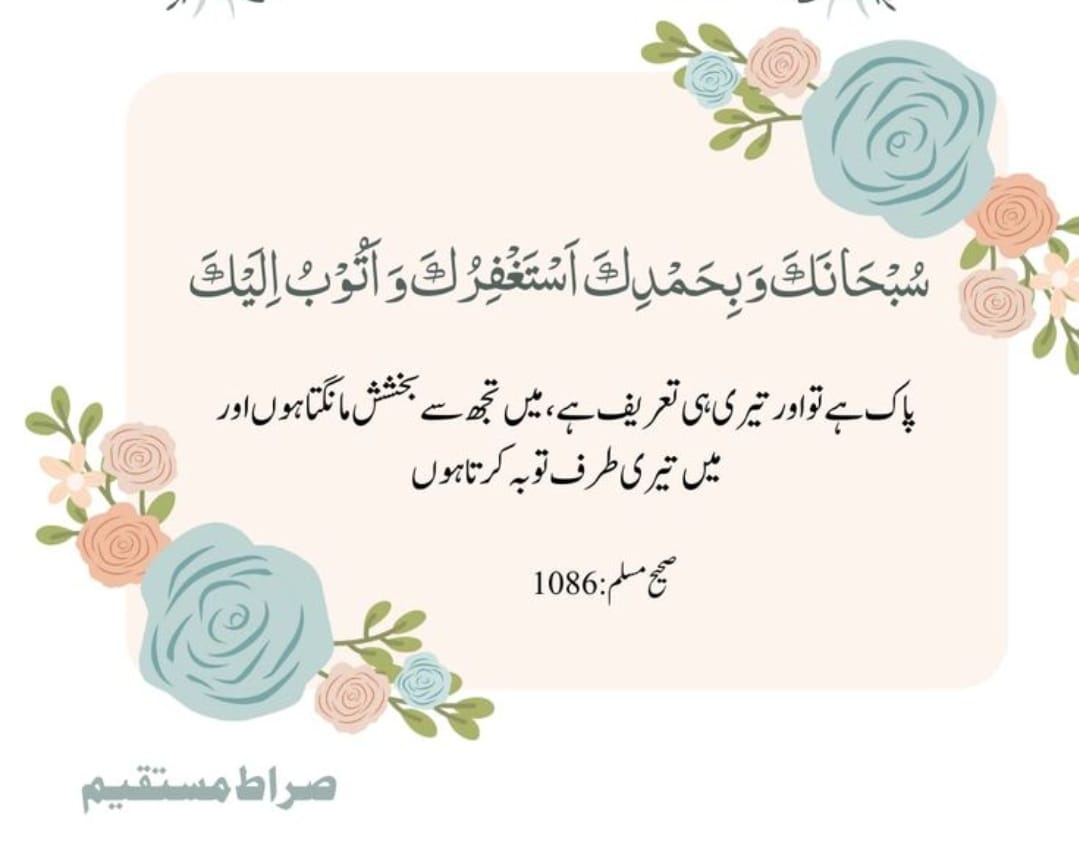 سُبْحَانَكَ وَبِحَمْدِكَ اَسْتَغْفِرُكَ وَ اَتُوْبُ اِلَيْكَ
پاک ہے تو اور تیری ہی تعریف ہے، میں تجھ سے بخشش مانگتا ہوں اور
میں تیری طرف توبہ کرتا ہوں
صحیح مسلم:1086
صراط مستقیم